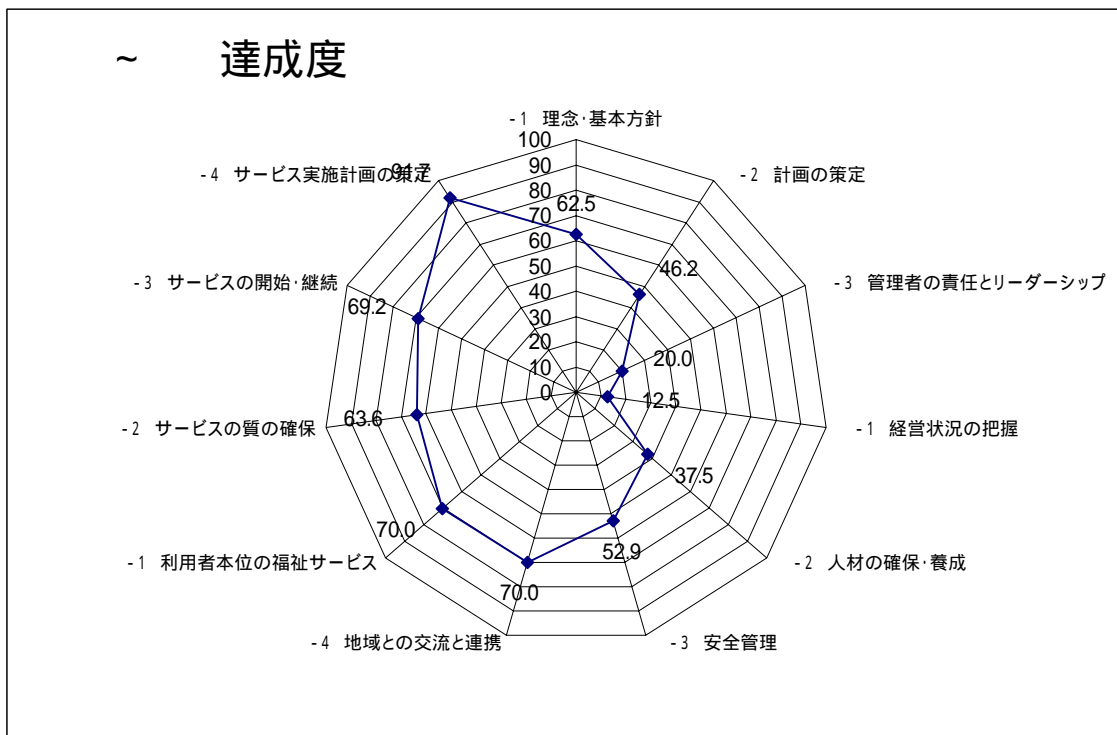 ~ 達成度
-1 理念·基本方針
-2 計画の策定
-3 管理者の責任とリーダーシップ
-1 経営状況の把握
-2 人材の確保·養成
-3 安全管理
-4 地域との交流と連携
-1 利用者本位の福祉サービス
-2 サービスの質の確保
-3 サービスの開始·継続
-4 サービス実施計画の策定
100
90
80
70
60
50
40
30
20
10
0
62.5
46.2
20.0
12.5
37.5
52.9
70.0
70.0
63.6
69.2
91.7